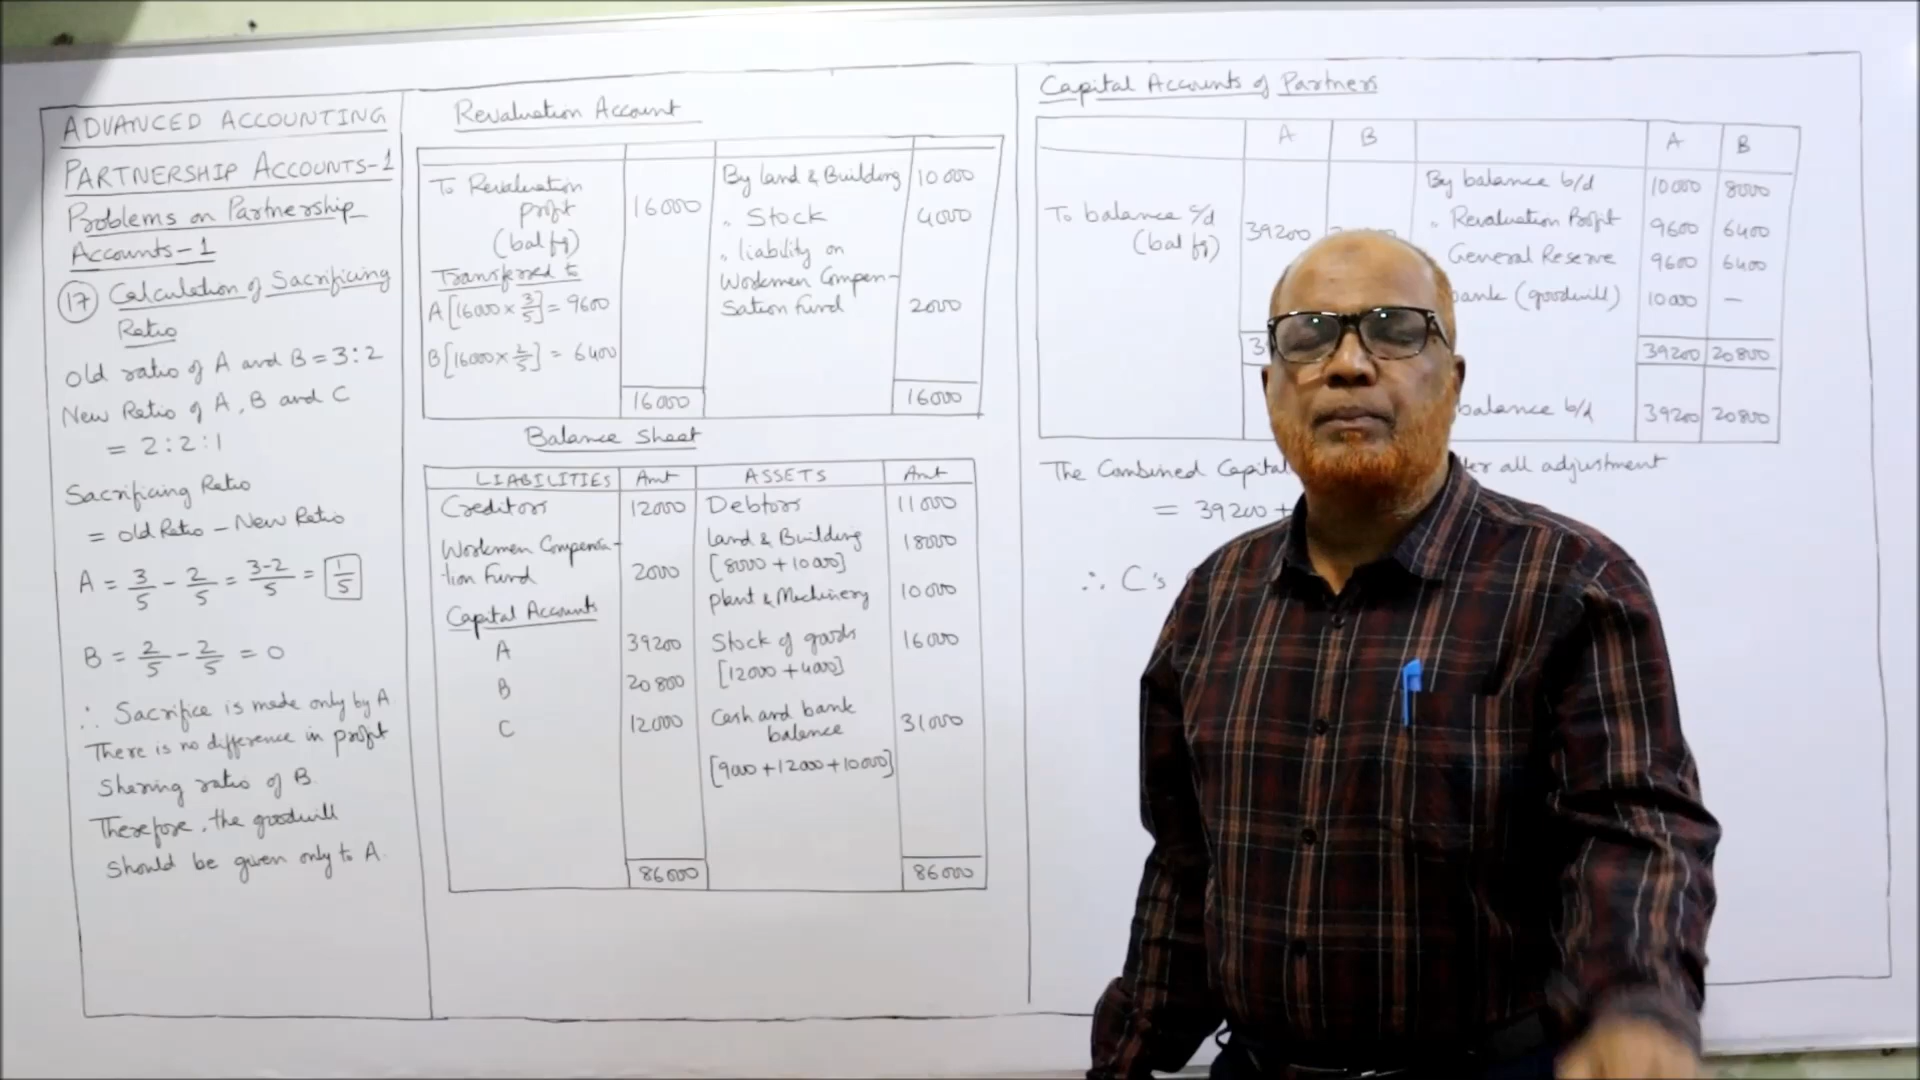 ADVANCED ACCOUNTING
PARTNERSHIP ACCOUNTS-1
Problems on Partnership
Accounts-1
17 Calculation of Sacrificing
Ratio
Old ratio of A and B = 3:2
New Ratio of A, B and C
= 2:2:1
Sacrificing Ratio
= Old Ratio - New Ratio
A = 3/5 - 2/5 = 3-2/5 = 1/5
B = 2/5 - 2/5 = 0
∴ Sacrifice is made only by A
There is no difference in profit
sharing ratio of B.
Therefore, the goodwill
should be given only to A.
Revaluation Account
To Revaluation
profit
(bal fg) 16000
Transferred to
A [16000 × 3/5] = 9600
B [16000 × 2/5] = 6400
16000
By land & Building 10000
" Stock 4000
" liability on
Workmen Compen-
sation Fund 2000
16000
Balance Sheet
LIABILITIES Amt ASSETS Amt
Creditors 12000
Workmen Compensa-
tion Fund 2000
Capital Accounts
A 39200
B 20800
C 12000
86000
Debtors 11000
land & Building 18000
[8000 + 10000]
plant & Machinery 10000
Stock of goods 16000
[12000 + 4000]
Cash and bank
balance 31000
[9000 + 12000 + 10000]
86000
Capital Accounts of Partners
A B A B
To balance c/d
(bal fg) 39200
By balance b/d 10000 8000
" Revaluation Profit 9600 6400
General Reserve 9600 6400
bank (goodwill) 10000 —
39200 20800
balance b/d 39200 20800
The Combined Capital all adjustment
= 39200 +
∴ C's